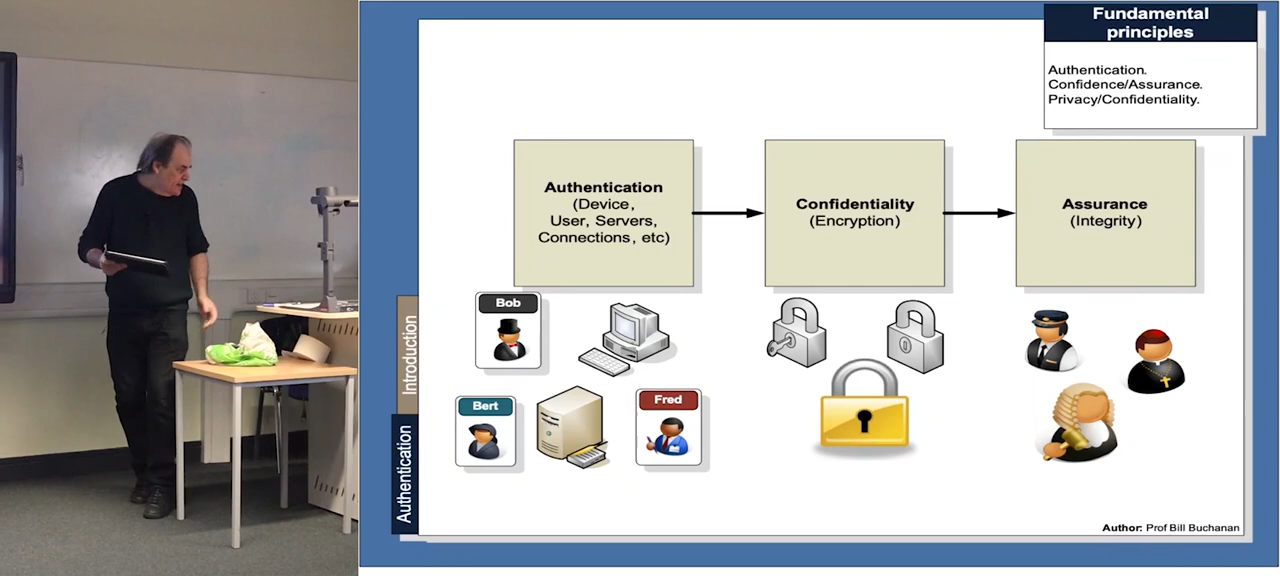 Fundamental
principles
Authentication.
Confidence/Assurance.
Privacy/Confidentiality.
Authentication
(Device,
User, Servers,
Connections, etc)
Confidentiality
(Encryption)
Assurance
(Integrity)
Bob
Bert
Fred
Introduction
Authentication
Author: Prof Bill Buchanan